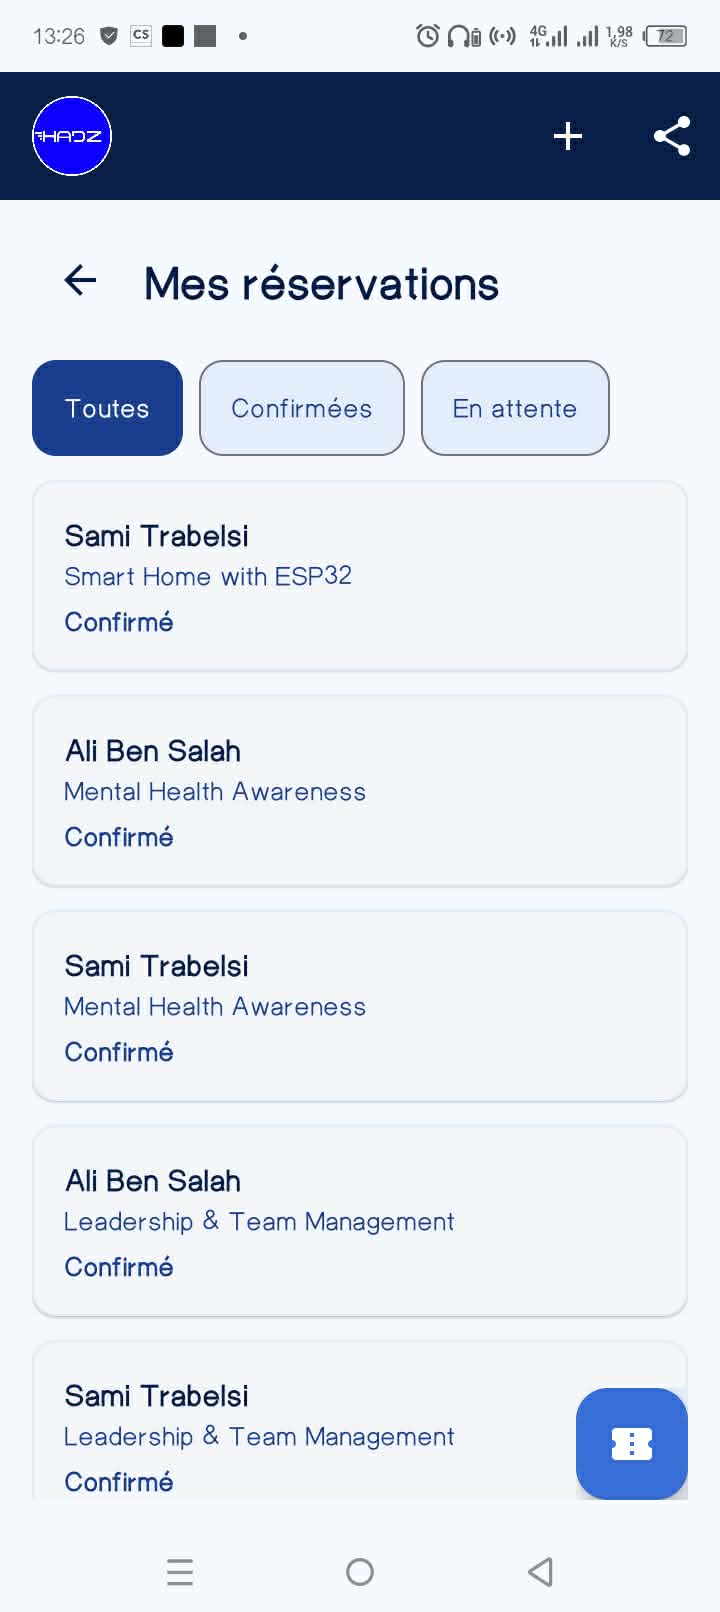 13:26 CS 4G 1,98 K/S 72
HADZ
Mes réservations
Toutes Confirmées En attente
Sami Trabelsi
Smart Home with ESP32
Confirmé
Ali Ben Salah
Mental Health Awareness
Confirmé
Sami Trabelsi
Mental Health Awareness
Confirmé
Ali Ben Salah
Leadership & Team Management
Confirmé
Sami Trabelsi
Leadership & Team Management
Confirmé